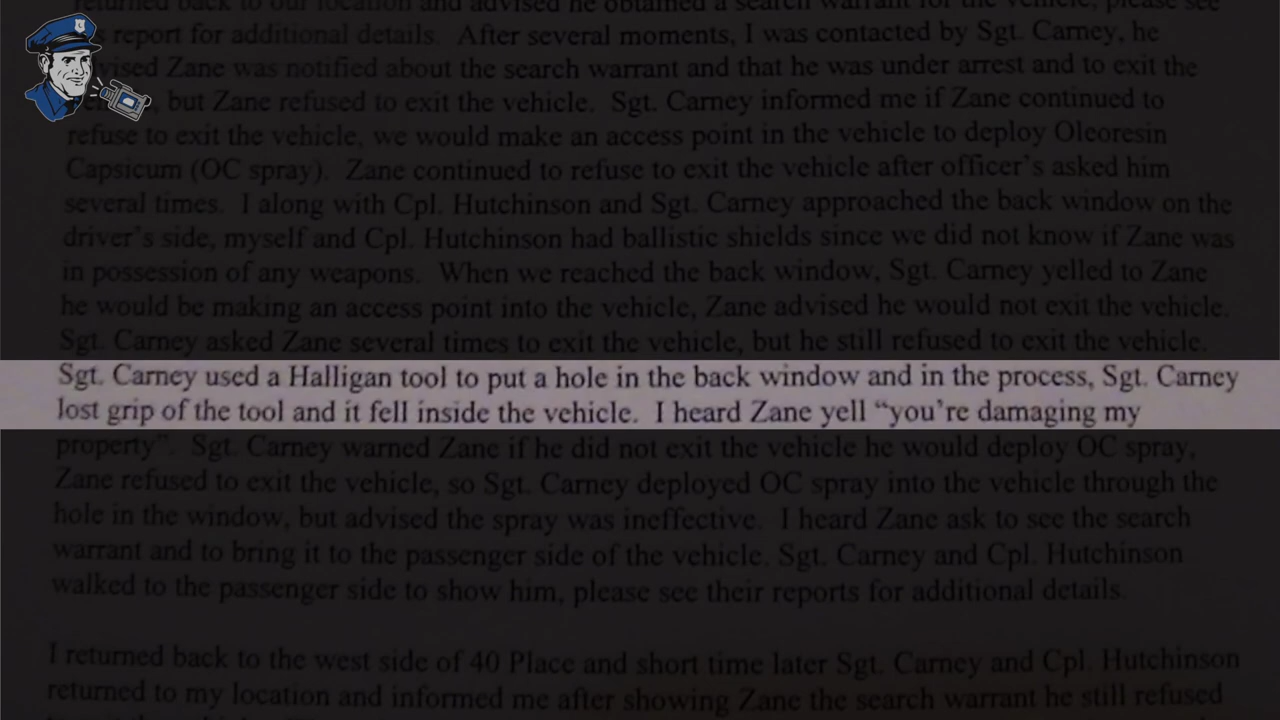 returned back to our location and advised he obtained a search warrant for the vehicle, please see
report for additional details. After several moments, I was contacted by Sgt. Carney, he
Zane was notified about the search warrant and that he was under arrest and to exit the
but Zane refused to exit the vehicle. Sgt. Carney informed me if Zane continued to
refuse to exit the vehicle, we would make an access point in the vehicle to deploy Oleoresin
Capsicum (OC spray). Zane continued to refuse to exit the vehicle after officer's asked him
several times. I along with Cpl. Hutchinson and Sgt. Carney approached the back window on the
driver's side, myself and Cpl. Hutchinson had ballistic shields since we did not know if Zane was
in possession of any weapons. When we reached the back window, Sgt. Carney yelled to Zane
he would be making an access point into the vehicle, Zane advised he would not exit the vehicle.
Sgt. Carney asked Zane several times to exit the vehicle, but he still refused to exit the vehicle.
Sgt. Carney used a Halligan tool to put a hole in the back window and in the process, Sgt. Carney
lost grip of the tool and it fell inside the vehicle. I heard Zane yell “you’re damaging my
property”. Sgt. Carney warned Zane if he did not exit the vehicle he would deploy OC spray,
Zane refused to exit the vehicle, so Sgt. Carney deployed OC spray into the vehicle through the
hole in the window, but advised the spray was ineffective. I heard Zane ask to see the search
warrant and to bring it to the passenger side of the vehicle. Sgt. Carney and Cpl. Hutchinson
walked to the passenger side to show him, please see their reports for additional details.
I returned back to the west side of 40 Place and short time later Sgt. Carney and Cpl. Hutchinson
returned to my location and informed me after showing Zane the search warrant he still refused